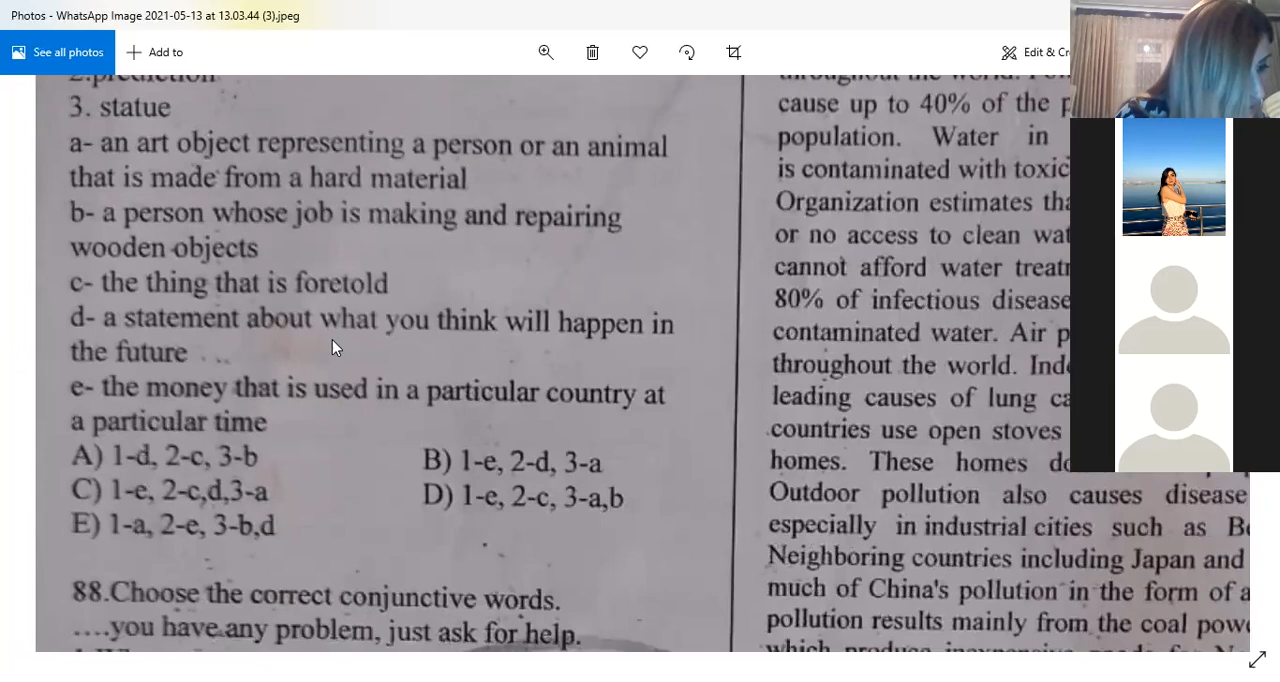 Photos - WhatsApp Image 2021-05-13 at 13.03.44 (3).jpeg
See all photos
Add to
Edit &
2.prediction
3. statue
a- an art object representing a person or an animal
that is made from a hard material
b- a person whose job is making and repairing
wooden objects
c- the thing that is foretold
d- a statement about what you think will happen in
the future
e- the money that is used in a particular country at
a particular time
A) 1-d, 2-c, 3-b
B) 1-e, 2-d, 3-a
C) 1-e, 2-c,d,3-a
D) 1-e, 2-c, 3-a,b
E) 1-a, 2-e, 3-b,d
88.Choose the correct conjunctive words.
....you have any problem, just ask for help.
throughout the world.
cause up to 40% of the
population. Water in
is contaminated with toxic
Organization estimates
or no access to clean
cannot afford water
80% of infectious disease
contaminated water. Air
throughout the world.
leading causes of lung
countries use open stoves
homes. These homes
Outdoor pollution also causes disease
especially in industrial cities such as
Neighboring countries including Japan and
much of China's pollution in the form of a
pollution results mainly from the coal
which produce